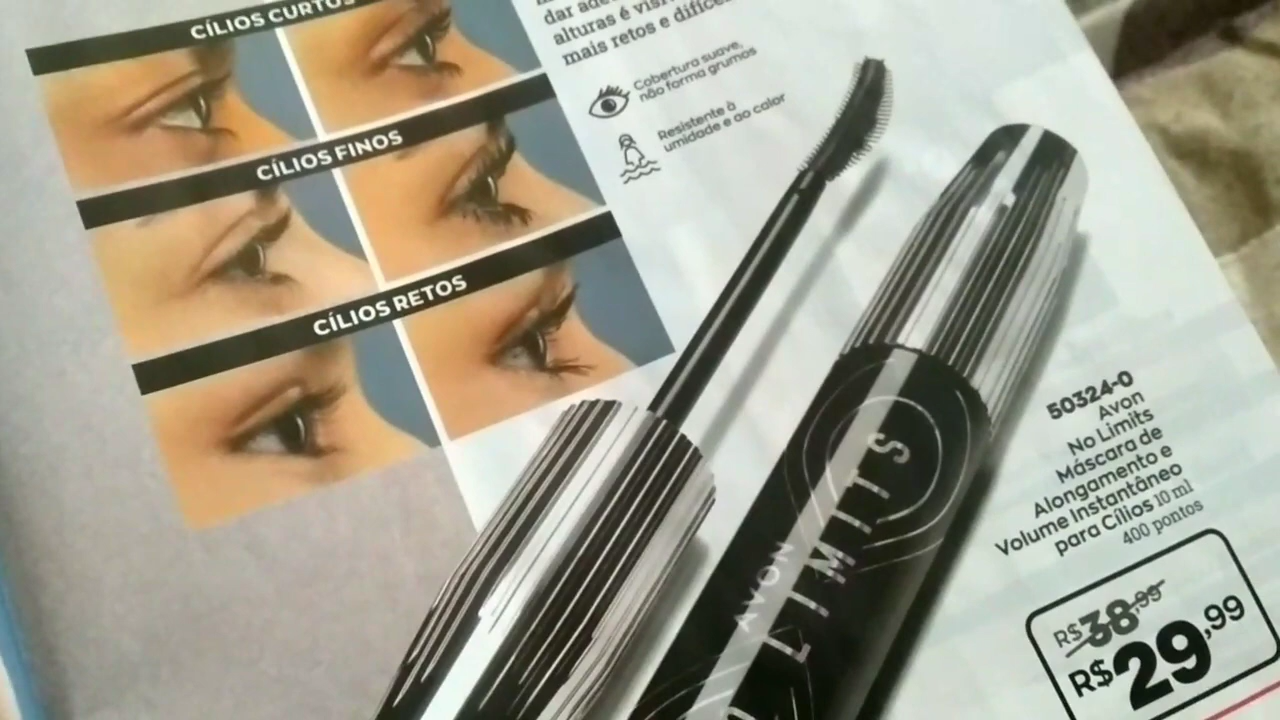 CÍLIOS CURTOS
CÍLIOS FINOS
CÍLIOS RETOS
alturas é
mais retos e
Cobertura suave,
não forma grumos
Resistente à
umidade e ao calor
AVON
LIMITS
50324-0
Avon
No Limits
Máscara de
Alongamento e
Volume Instantâneo
para Cílios 10 ml
400 pontos
R$38,99
R$29,99